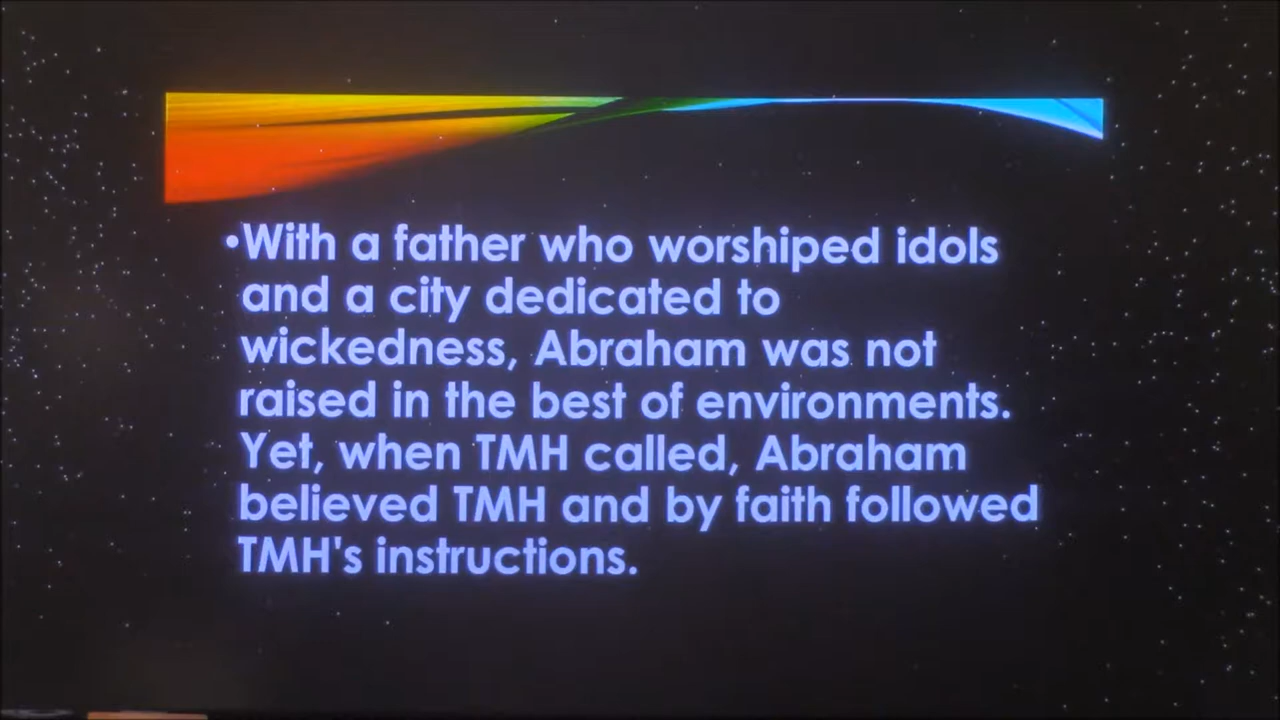 •With a father who worshiped idols
and a city dedicated to
wickedness, Abraham was not
raised in the best of environments.
Yet, when TMH called, Abraham
believed TMH and by faith followed
TMH's instructions.